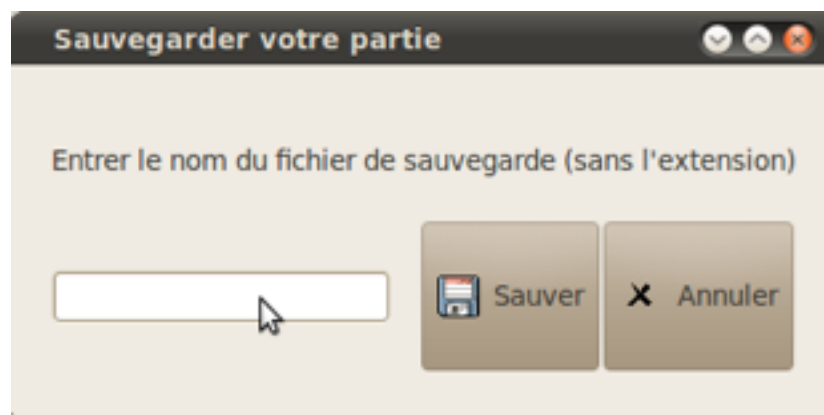 Sauvegarder votre partie
Entrer le nom du fichier de sauvegarde (sans l'extension)
Sauver
Annuler